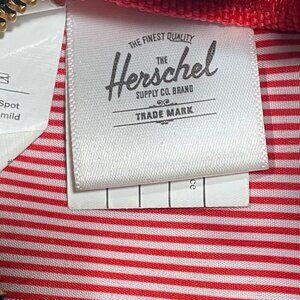 THE FINEST QUALITY
THE
Herschel
SUPPLY CO. BRAND
TRADE MARK
Spot
mild